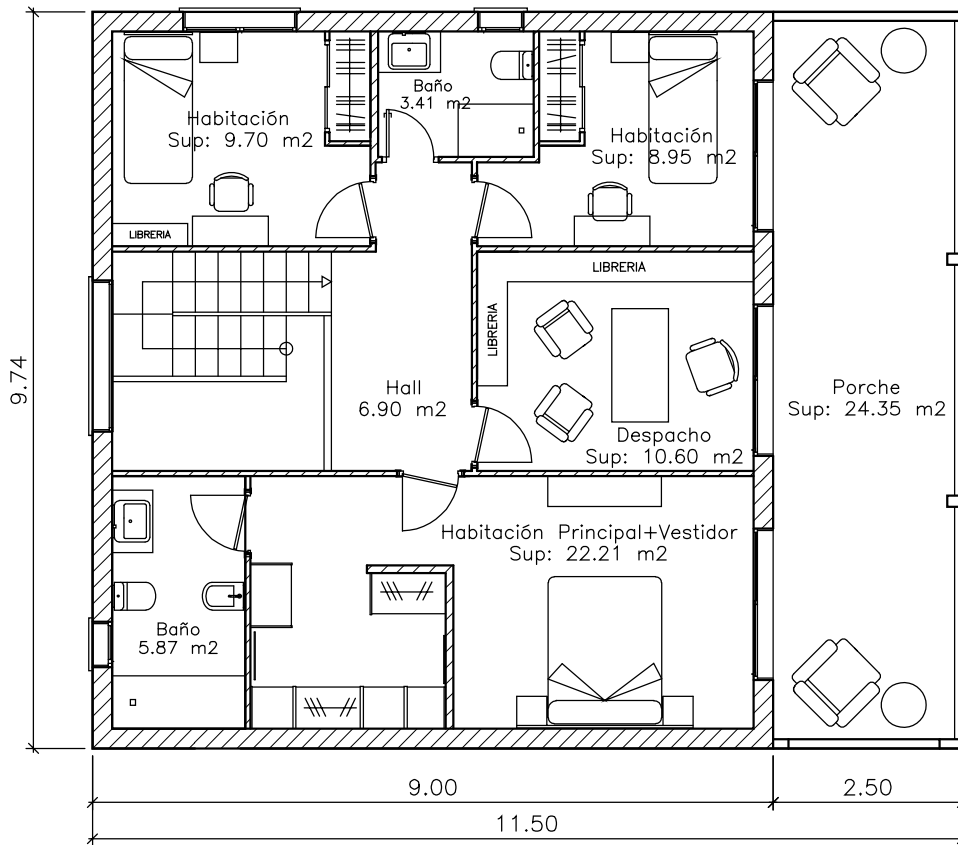 Habitación
Sup: 9.70 m2
Baño
3.41 m2
Habitación
Sup: 8.95 m2
LIBRERIA
LIBRERIA
LIBRERIA
9.74
Hall
6.90 m2
Despacho
Sup: 10.60 m2
Porche
Sup: 24.35 m2
Habitación Principal+Vestidor
Sup: 22.21 m2
Baño
5.87 m2
9.00
2.50
11.50